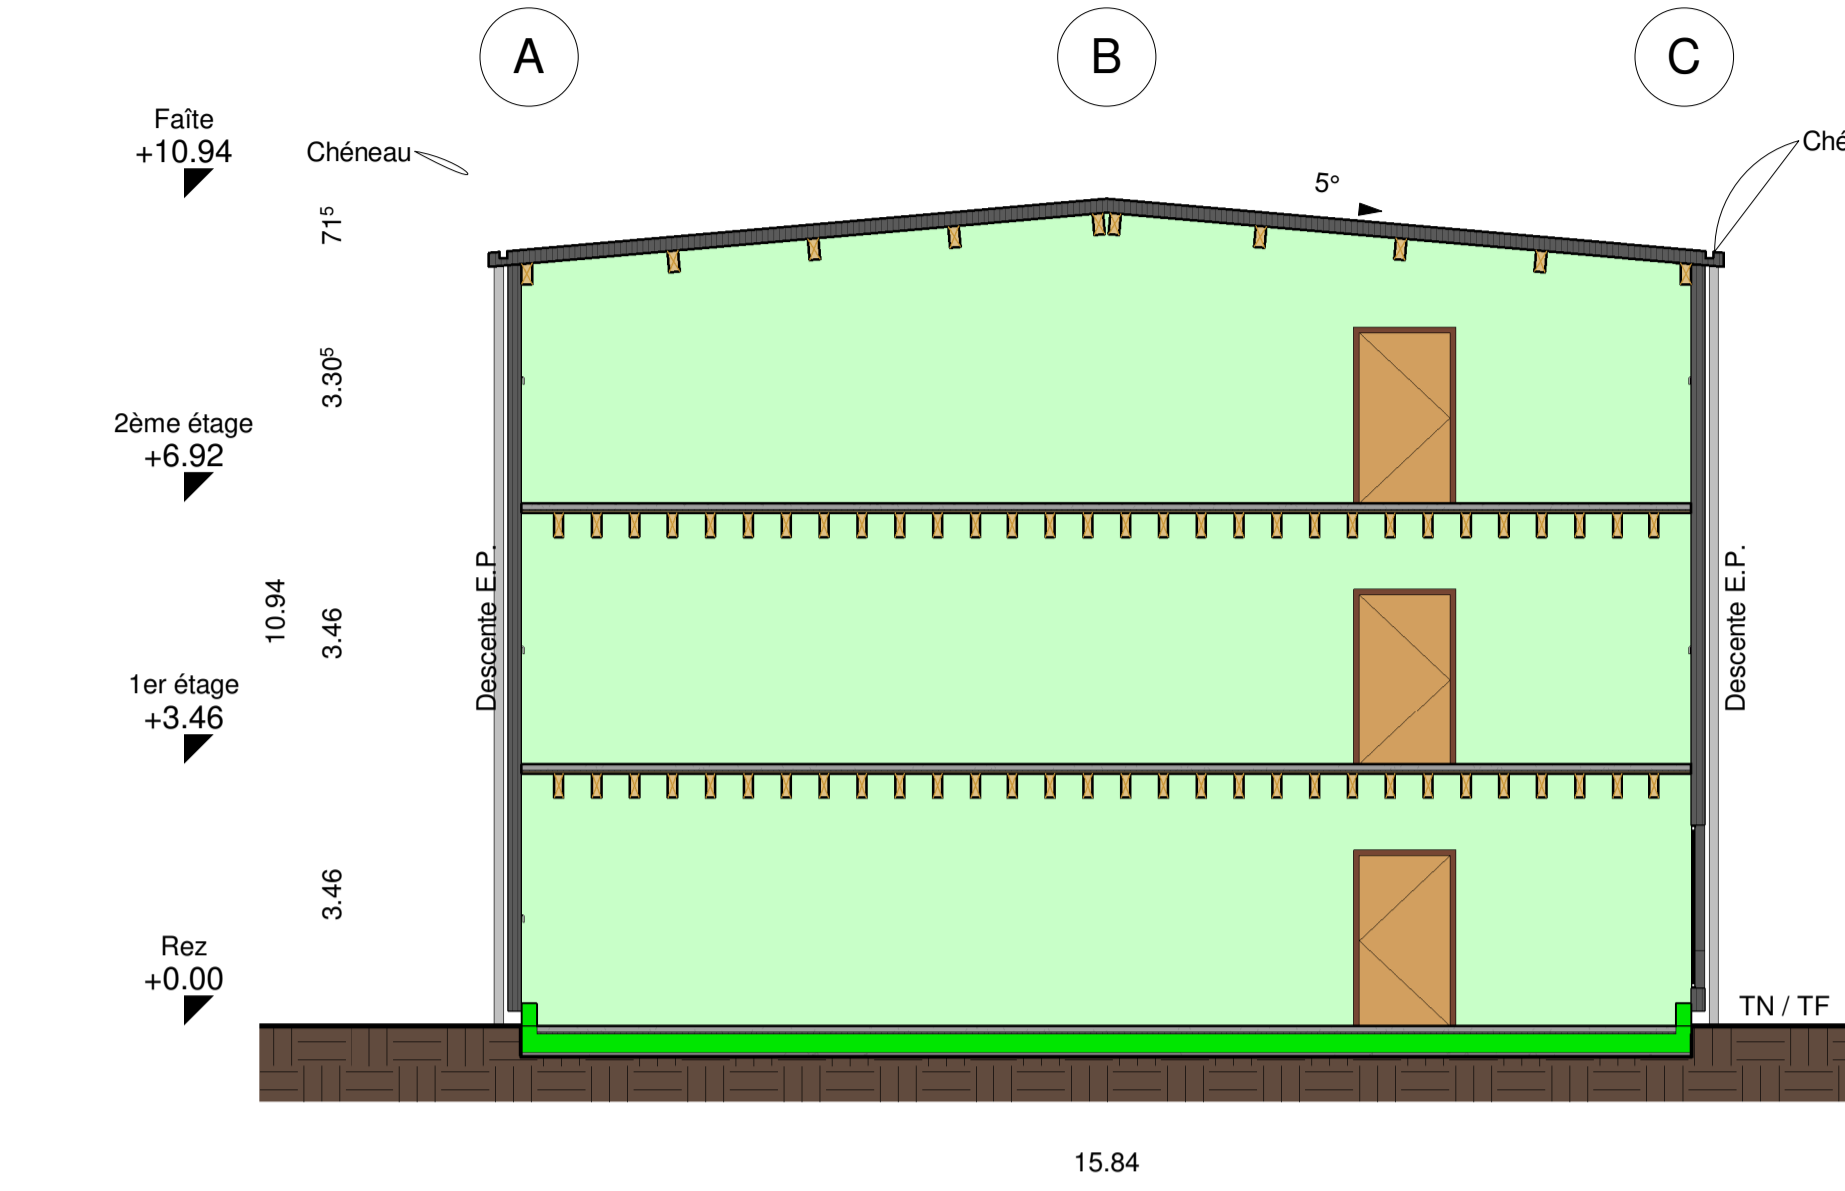 A
B
C
Faîte
+10.94
Chéneau
Ché
5°
71⁵
3.30⁵
2ème étage
+6.92
Descente E.P.
Descente E.P.
10.94
3.46
1er étage
+3.46
3.46
Rez
+0.00
TN / TF
15.84